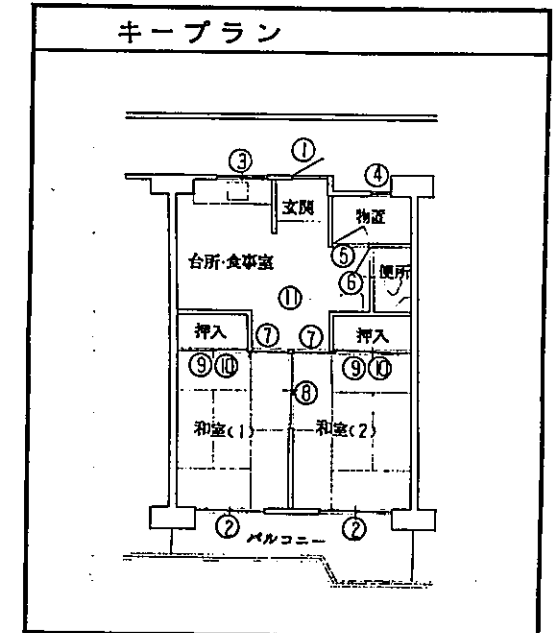 キープラン
③
①
④
玄関
物置
台所・食事室
⑤
⑥
便所
⑪
押入
⑦
⑦
押入
⑨⑩
⑧
⑨⑩
和室(1)
和室(2)
②
バルコニー
②